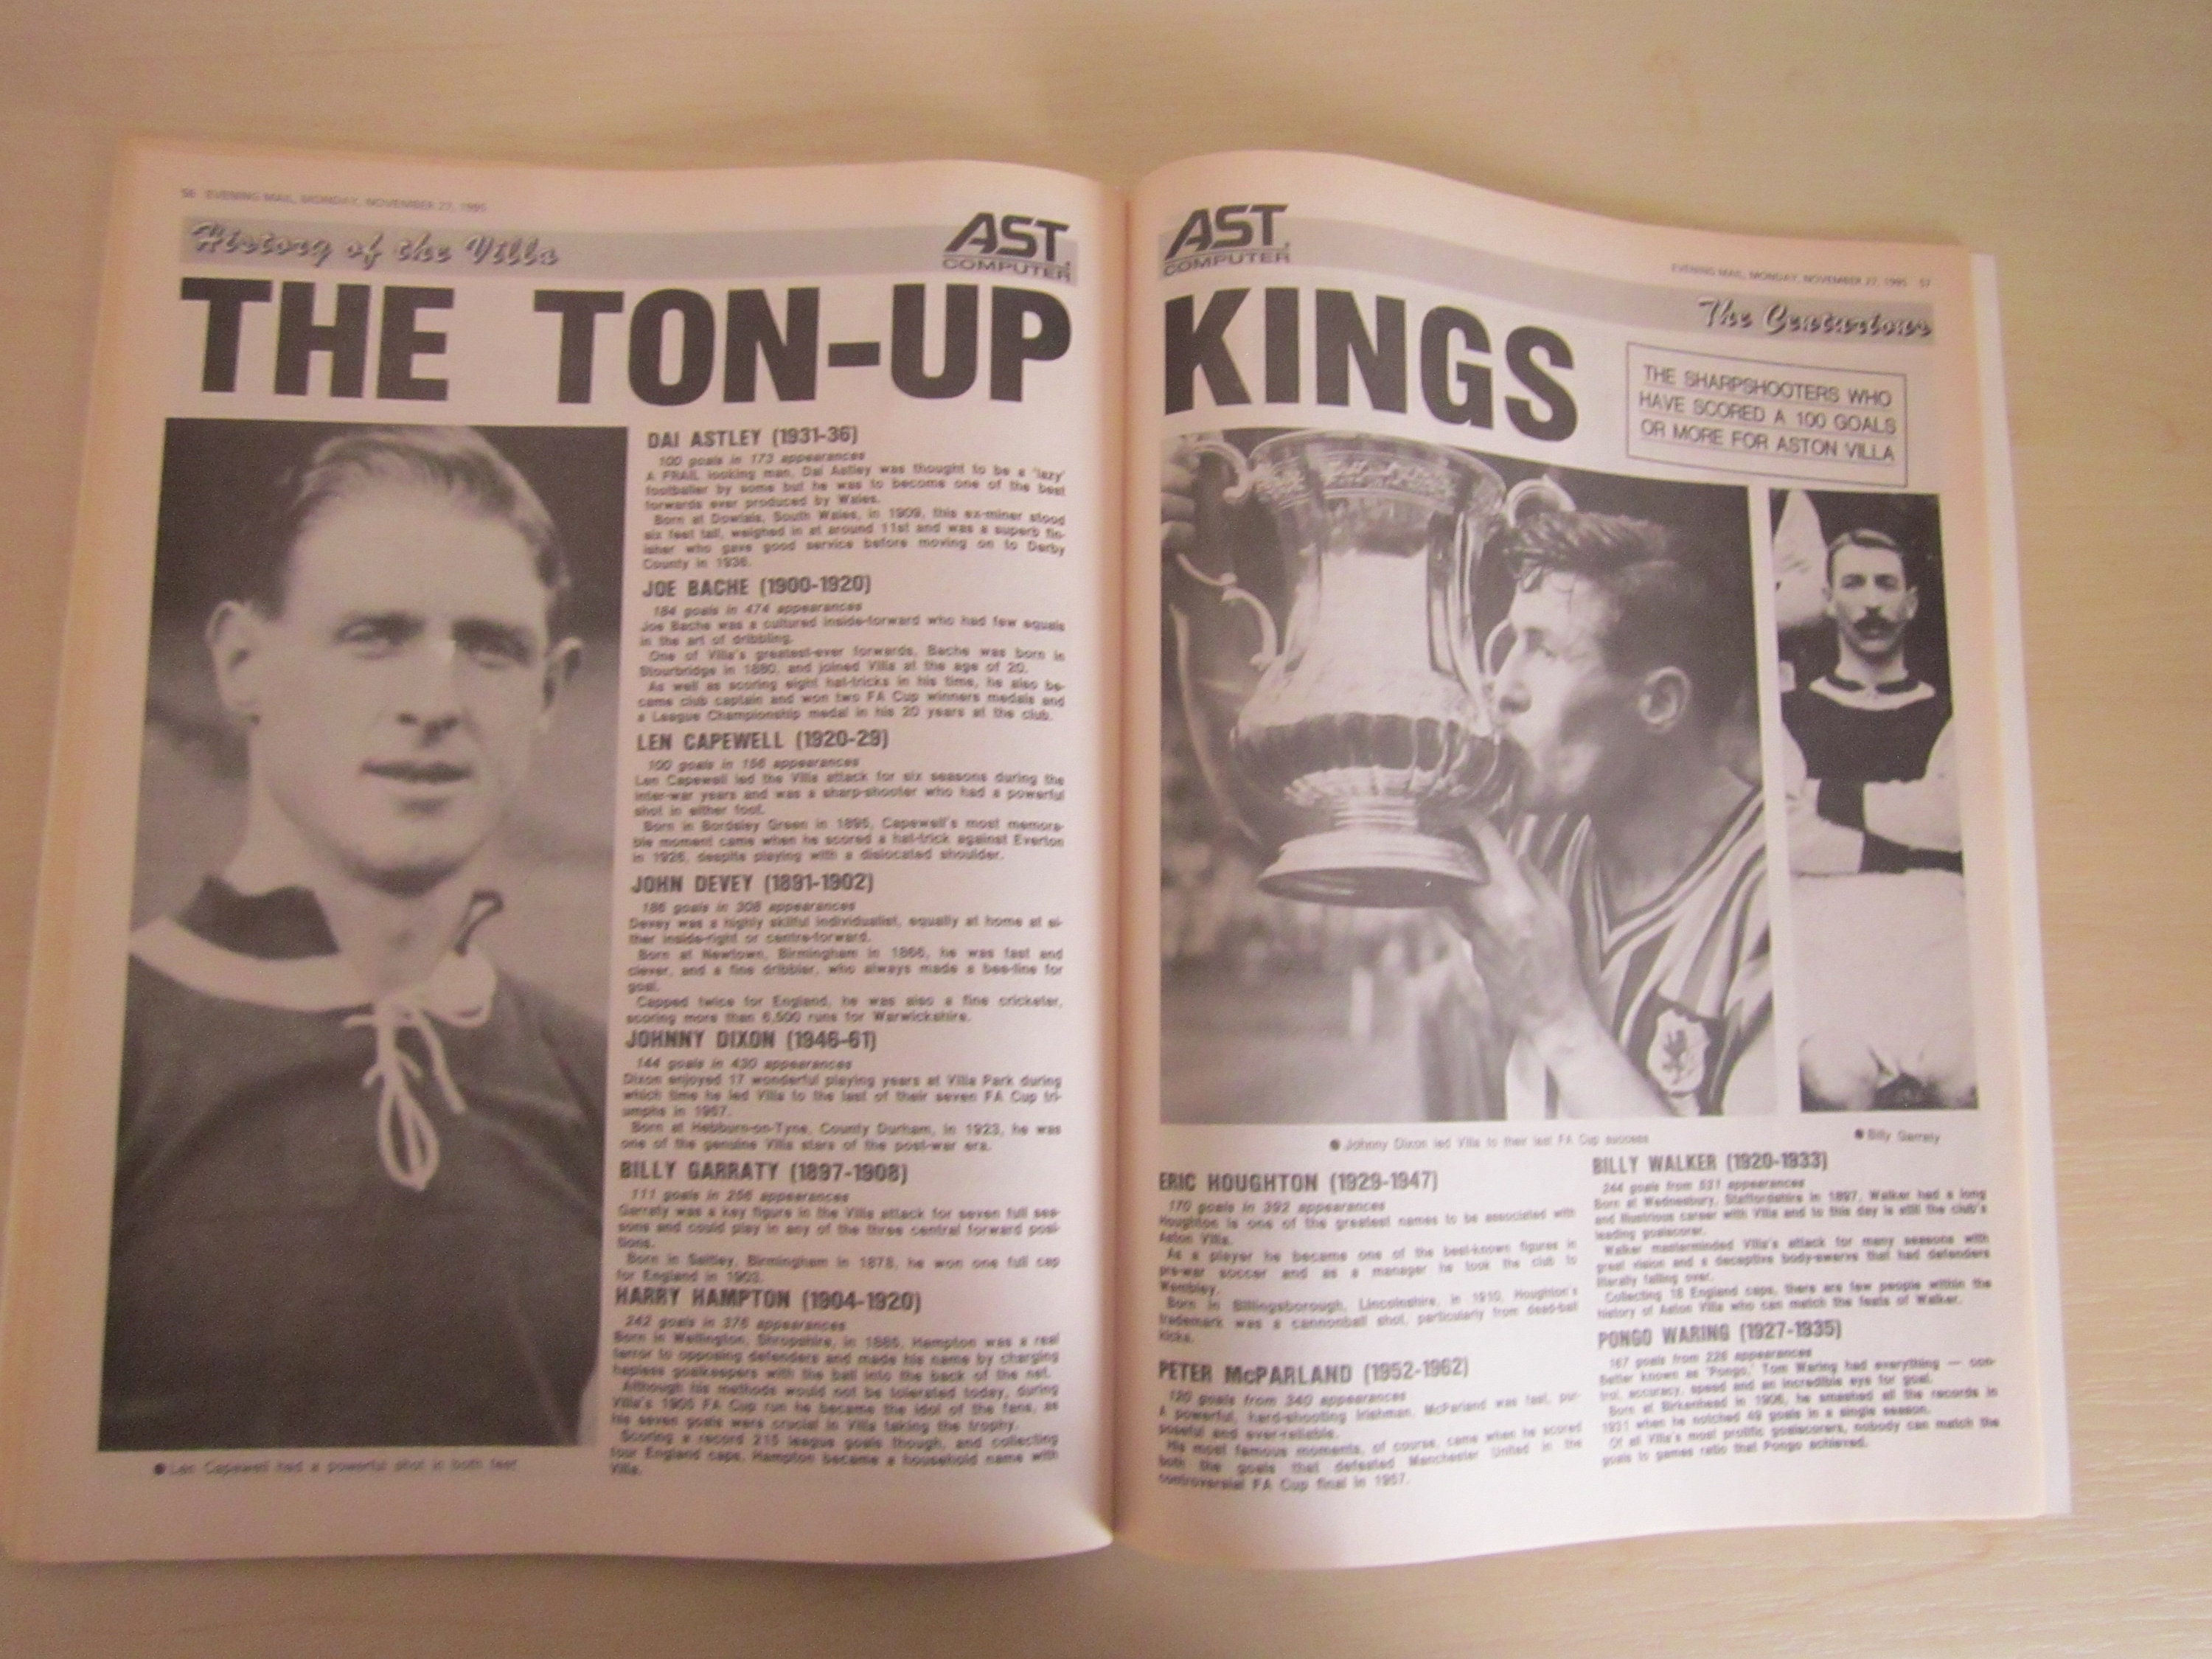 56 EVENING MAIL, MONDAY, NOVEMBER 27, 1995
History of the Villa
AST
COMPUTER
THE TON-UP
DAI ASTLEY (1931-36)
100 goals in 173 appearances
A FRAIL looking man, Dai Astley was thought to be a 'lazy'
footballer by some but he was to become one of the best
forwards ever produced by Wales.
Born at Dowlais, South Wales, in 1909, this ex-miner stood
six feet tall, weighed in at around 11st and was a superb fin-
isher who gave good service before moving on to Derby
County in 1936.
JOE BACHE (1900-1920)
184 goals in 474 appearances
Joe Bache was a cultured inside-forward who had few equals
in the art of dribbling.
One of Villa's greatest-ever forwards, Bache was born in
Stourbridge in 1880, and joined Villa at the age of 20.
As well as scoring eight hat-tricks in his time, he also be-
came club captain and won two FA Cup winners medals and
a League Championship medal in his 20 years at the club.
LEN CAPEWELL (1920-29)
100 goals in 156 appearances
Len Capewell led the Villa attack for six seasons during the
inter-war years and was a sharp-shooter who had a powerful
shot in either foot.
Born in Bordsley Green in 1895, Capewell's most memora-
ble moment came when he scored a hat-trick against Everton
in 1926, despite playing with a dislocated shoulder.
JOHN DEVEY (1891-1902)
186 goals in 308 appearances
Devey was a highly skilful individualist, equally at home at ei-
ther inside-right or centre-forward.
Born at Newtown, Birmingham in 1866, he was fast and
clever, and a fine dribbler, who always made a bee-line for
goal.
Capped twice for England, he was also a fine cricketer,
scoring more than 6,500 runs for Warwickshire.
JOHNNY DIXON (1946-61)
144 goals in 430 appearances
Dixon enjoyed 17 wonderful playing years at Villa Park during
which time he led Villa to the last of their seven FA Cup tri-
umphs in 1957.
Born at Hebburn-on-Tyne, County Durham, in 1923, he was
one of the genuine Villa stars of the post-war era.
BILLY GARRATY (1897-1908)
111 goals in 256 appearances
Garraty was a key figure in the Villa attack for seven full sea-
sons and could play in any of the three central forward posi-
tions.
Born in Saltley, Birmingham in 1878, he won one full cap
for England in 1903.
HARRY HAMPTON (1904-1920)
242 goals in 376 appearances
Born in Wellington, Shropshire, in 1885, Hampton was a real
terror to opposing defenders and made his name by charging
hapless goalkeepers with the ball into the back of the net.
Although his methods would not be tolerated today, during
Villa's 1905 FA Cup run he became the idol of the fans, as
his seven goals were crucial in Villa taking the trophy.
Scoring a record 215 league goals though, and collecting
four England caps, Hampton became a household name with
Villa.
Len Capewell had a powerful shot in both feet
AST
COMPUTER
EVENING MAIL, MONDAY, NOVEMBER 27, 1995 57
The Centurions
KINGS
THE SHARPSHOOTERS WHO
HAVE SCORED A 100 GOALS
OR MORE FOR ASTON VILLA
Johnny Dixon led Villa to their last FA Cup success
Billy Garraty
ERIC HOUGHTON (1929-1947)
170 goals in 392 appearances
Houghton is one of the greatest names to be associated with
Aston Villa.
As a player he became one of the best-known figures in
pre-war soccer and as a manager he took the club to
Wembley.
Born in Billingsborough, Lincolnshire, in 1910, Houghton's
trademark was a cannonball shot, particularly from dead-ball
kicks.
PETER McPARLAND (1952-1962)
120 goals from 340 appearances
A powerful, hard-shooting Irishman, McParland was fast, pur-
poseful and ever-reliable.
His most famous moments, of course, came when he scored
both the goals that defeated Manchester United in the
controversial FA Cup final in 1957.
BILLY WALKER (1920-1933)
244 goals from 531 appearances
Born at Wednesbury, Staffordshire in 1897, Walker had a long
and illustrious career with Villa and to this day is still the club's
leading goalscorer.
Walker masterminded Villa's attack for many seasons with
great vision and a deceptive body-swerve that had defenders
literally falling over.
Collecting 18 England caps, there are few people within the
history of Aston Villa who can match the feats of Walker.
PONGO WARING (1927-1935)
167 goals from 226 appearances
Better known as 'Pongo,' Tom Waring had everything — con-
trol, accuracy, speed and an incredible eye for goal.
Born at Birkenhead in 1906, he smashed all the records in
1931 when he notched 49 goals in a single season.
Of all Villa's most prolific goalscorers, nobody can match the
goals to games ratio that Pongo achieved.